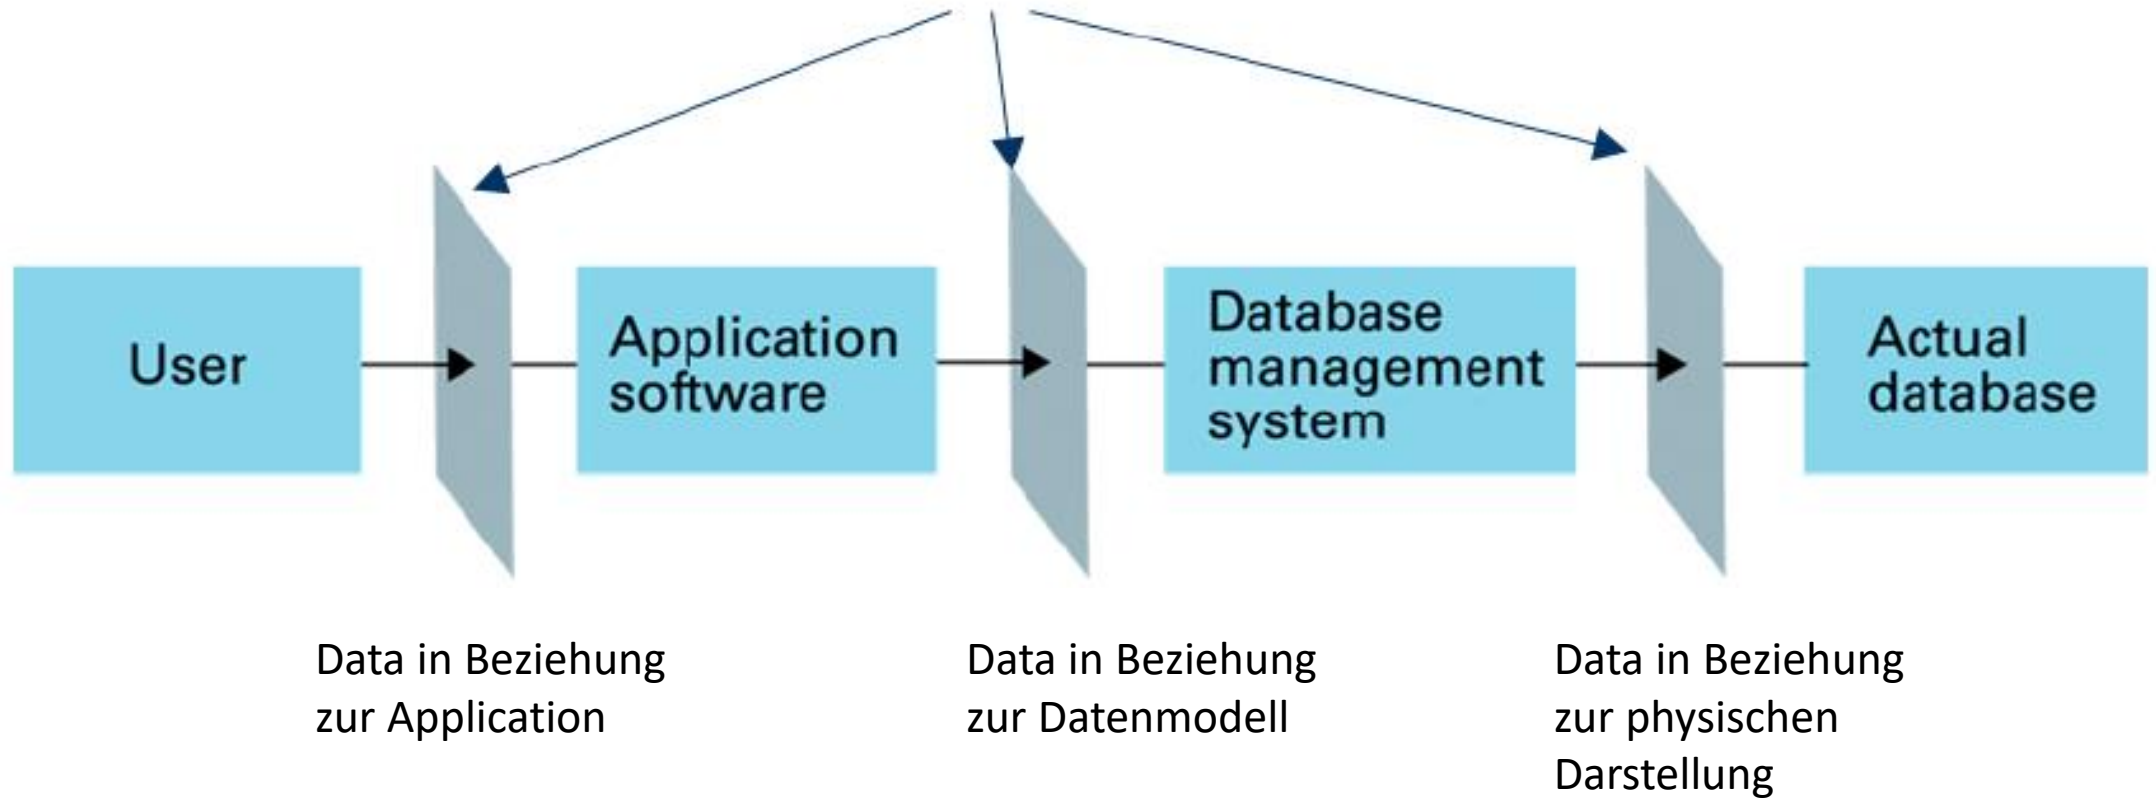 User
Application
software
Database
management
system
Actual
database
Data in Beziehung
zur Application
Data in Beziehung
zur Datenmodell
Data in Beziehung
zur physischen
Darstellung